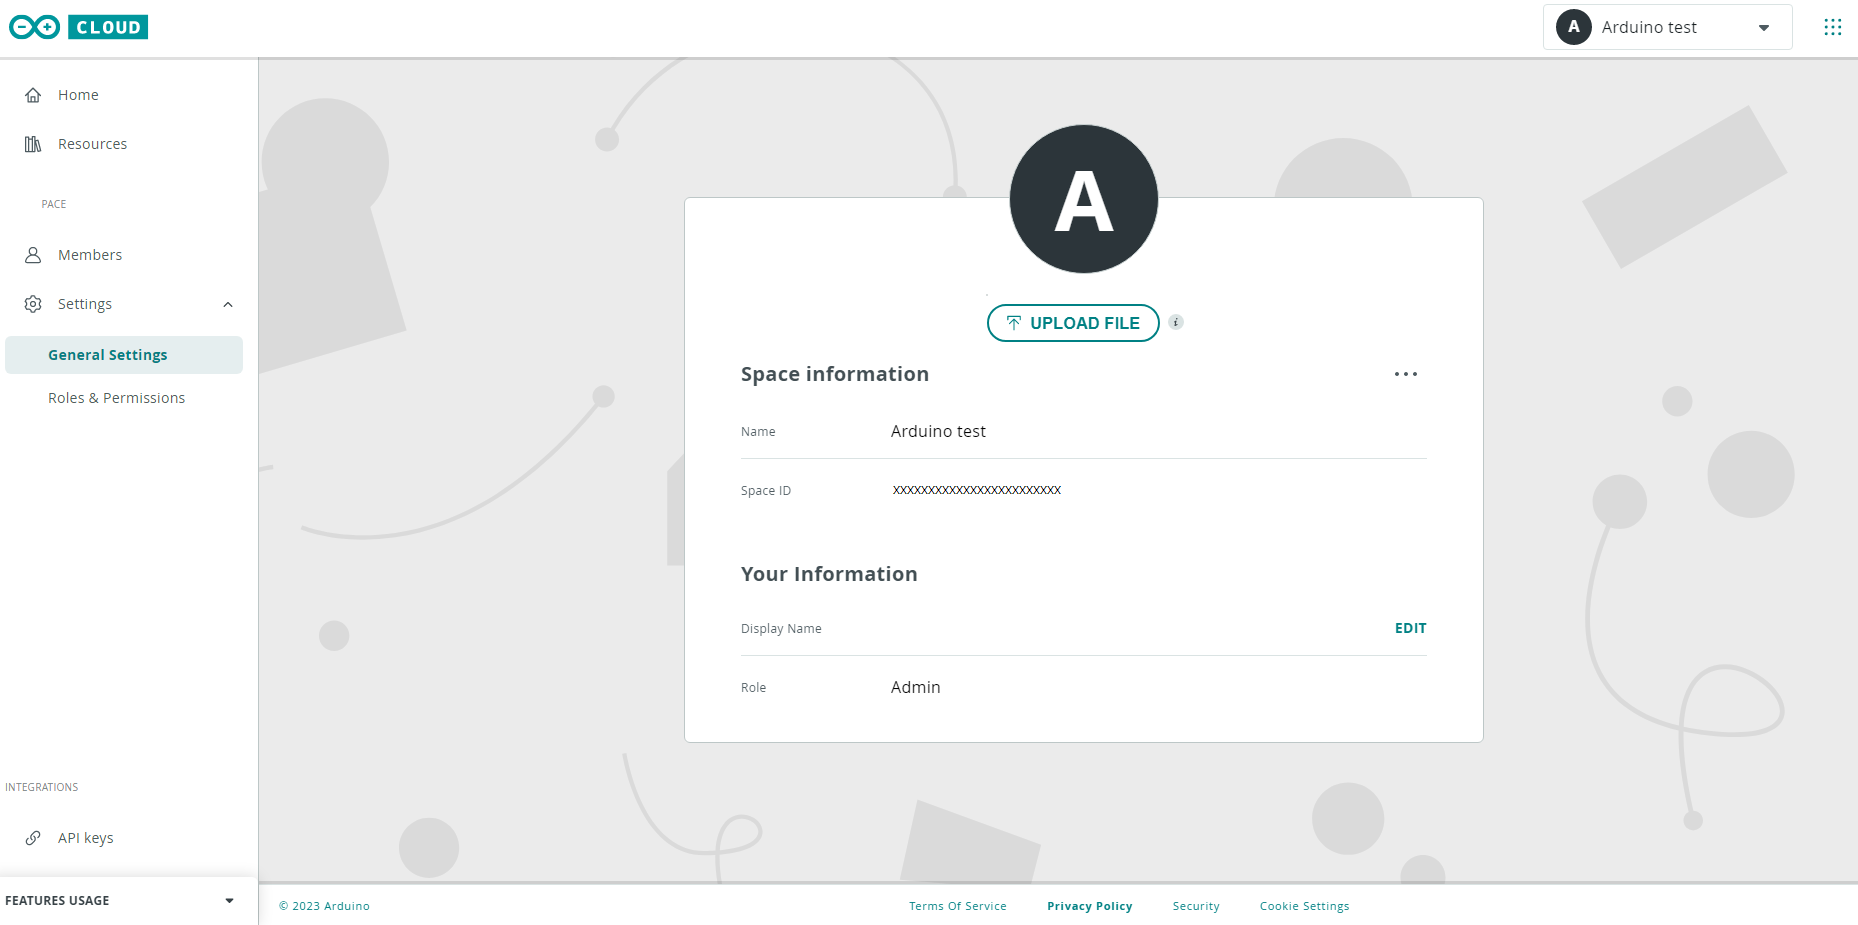 CLOUD
A Arduino test
Home
Resources
PACE
Members
Settings
General Settings
Roles & Permissions
INTEGRATIONS
API keys
FEATURES USAGE
A
UPLOAD FILE i
Space information
Name Arduino test
Space ID XXXXXXXXXXXXXXXXXXXXXXXX
Your Information
Display Name EDIT
Role Admin
© 2023 Arduino Terms Of Service Privacy Policy Security Cookie Settings